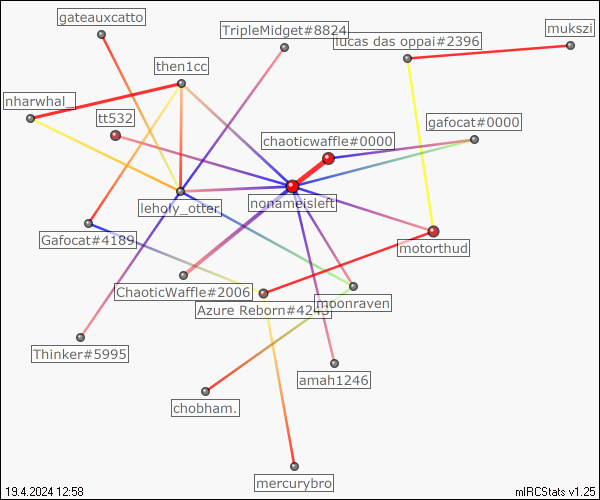 gateauxcatto
TripleMidget#8824
mukszi
lucas das oppai#2396
then1cc
nharwhal_
tt532
gafocat#0000
chaoticwaffle#0000
leholy_otter
nonameisleft
Gafocat#4189
motorthud
ChaoticWaffle#2006
moonraven
Azure Reborn#4243
Thinker#5995
amah1246
chobham.
mercurybro
19.4.2024 12:58
mIRCStats v1.25